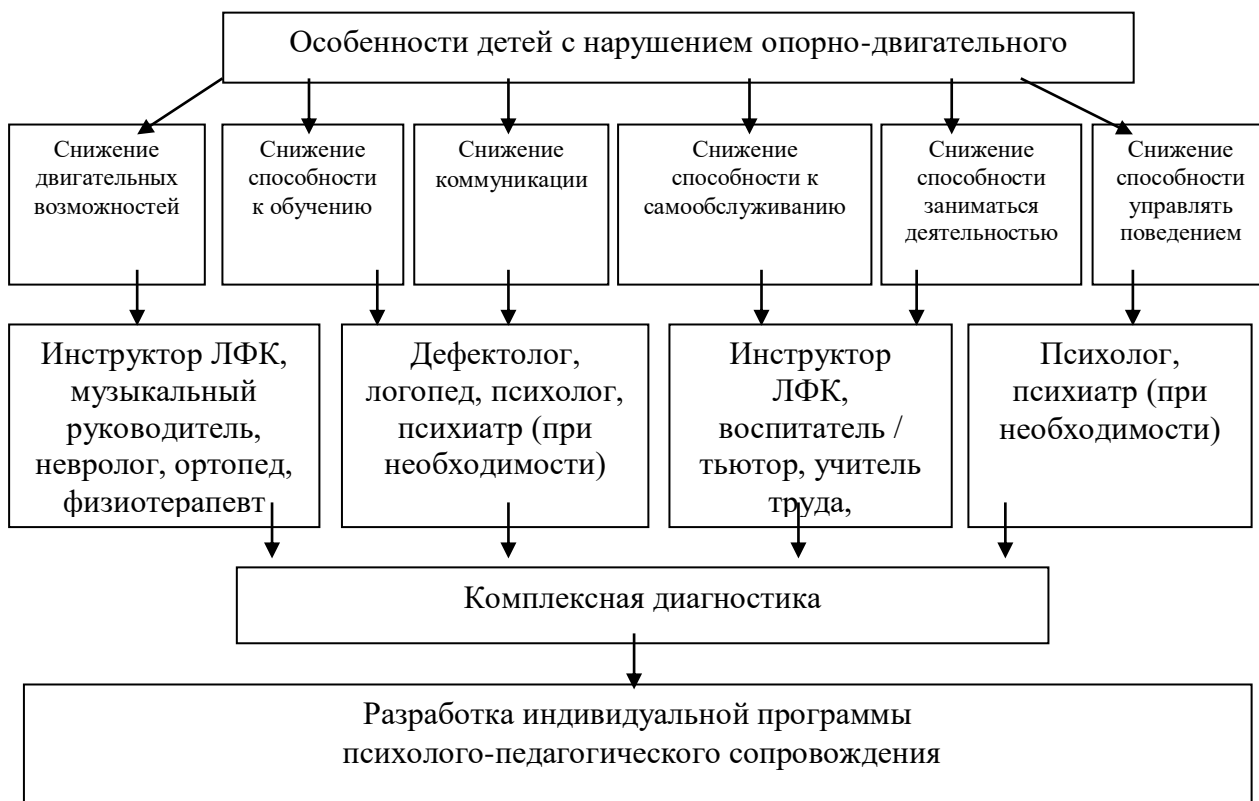 Особенности детей с нарушением опорно-двигательного
Снижение
двигательных
возможностей
Снижение
способности
к обучению
Снижение
коммуникации
Снижение
способности к
самообслуживанию
Снижение
способности
заниматься
деятельностью
Снижение
способности
управлять
поведением
Инструктор ЛФК,
музыкальный
руководитель,
невролог, ортопед,
физиотерапевт
Дефектолог,
логопед, психолог,
психиатр (при
необходимости)
Инструктор
ЛФК,
воспитатель /
тьютор, учитель
труда,
Психолог,
психиатр (при
необходимости)
Комплексная диагностика
Разработка индивидуальной программы
психолого-педагогического сопровождения